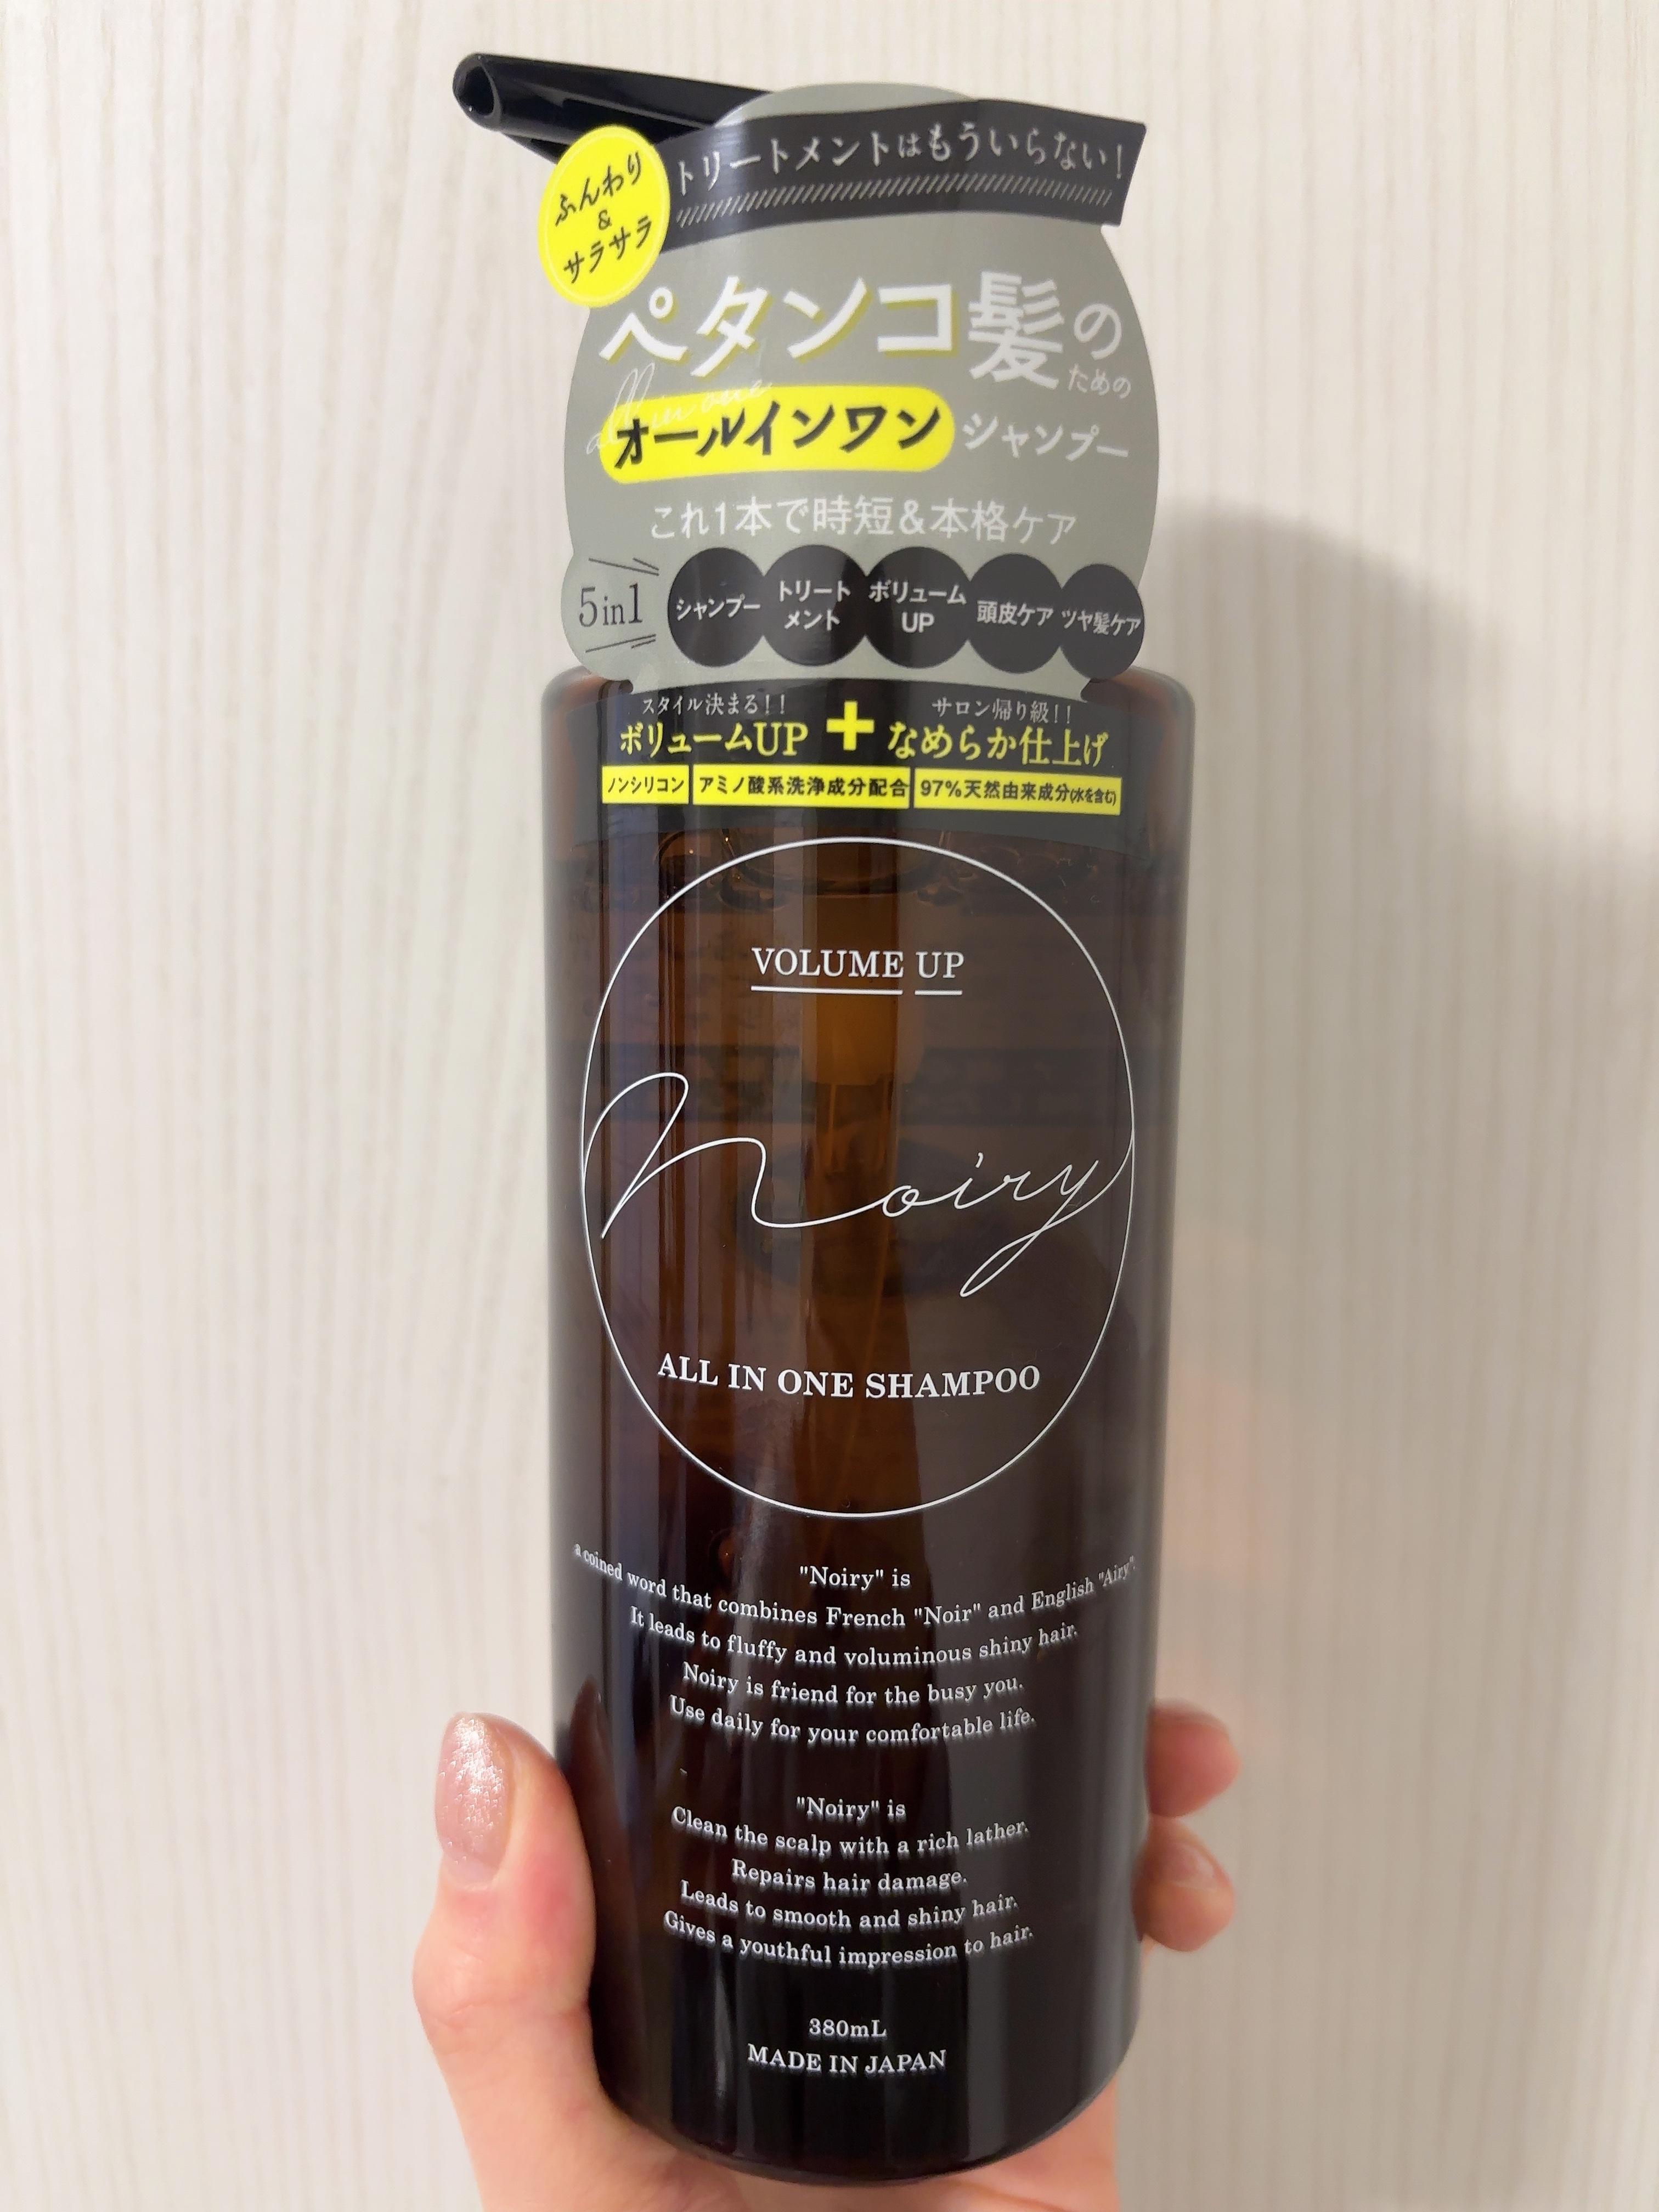 トリートメントはもういらない!
ふんわり
&
サラサラ
ペタンコ髪の
ための
all in one
オールインワン シャンプー
これ1本で時短&本格ケア
5in1
シャンプー
トリート
メント
ボリューム
UP
頭皮ケア
ツヤ髪ケア
スタイル決まる!!
ボリュームUP
+
サロン帰り級!!
なめらか仕上げ
ノンシリコン アミノ酸系洗浄成分配合 97%天然由来成分(水を含む)
VOLUME UP
Noiry
ALL IN ONE SHAMPOO
"Noiry" is
a coined word that combines French "Noir" and English "Airy".
It leads to fluffy and voluminous shiny hair.
Noiry is friend for the busy you.
Use daily for your comfortable life.
"Noiry" is
Clean the scalp with a rich lather.
Repairs hair damage.
Leads to smooth and shiny hair.
Gives a youthful impression to hair.
380mL
MADE IN JAPAN